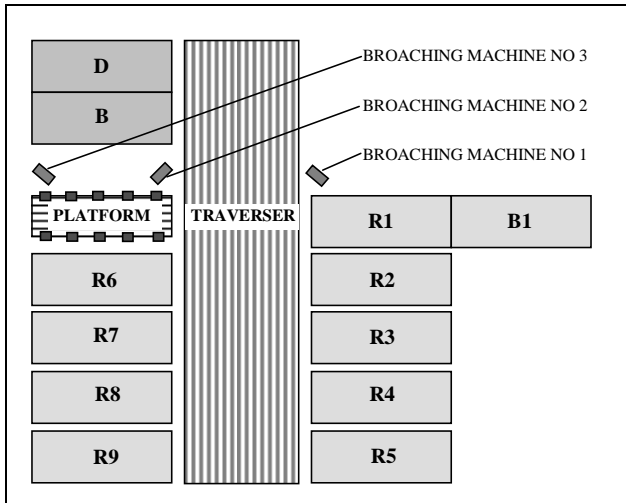 D
BROACHING MACHINE NO 3
B
BROACHING MACHINE NO 2
BROACHING MACHINE NO 1
PLATFORM
TRAVERSER
R1
B1
R6
R2
R7
R3
R8
R4
R9
R5